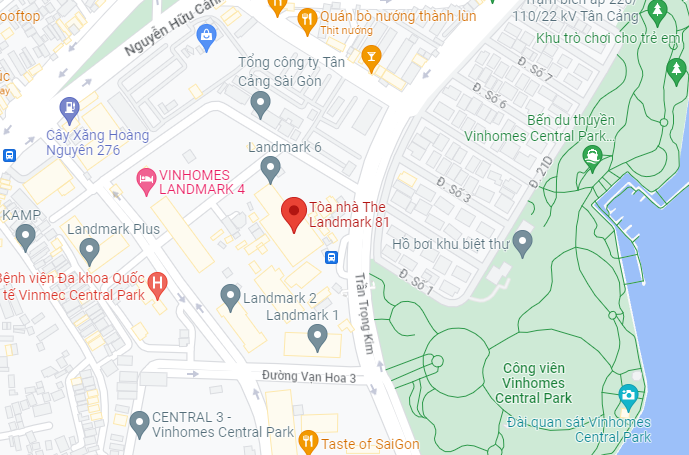 ooftop
Nguyễn Hữu Cảnh
Quán bò nướng thành lùn
Thịt nướng
110/22 kV Tân Cảng
Khu trò chơi cho trẻ em
Tổng công ty Tân
Cảng Sài Gòn
Đ. Số 7
Đ. Số 6
Bến du thuyền
Vinhomes Central Park...
Cây Xăng Hoàng
Nguyên 276
Landmark 6
Đ. 21D
VINHOMES
LANDMARK 4
Đ. Số 3
Tòa nhà The
Landmark 81
KAMP
Landmark Plus
Hồ bơi khu biệt thự
Bệnh viện Đa khoa Quốc
tế Vinmec Central Park
Đ. Số 1
Trần Trọng Kim
Landmark 2
Landmark 1
Đường Vạn Hoa 3
Công viên
Vinhomes
Central Park
CENTRAL 3 -
Vinhomes Central Park
Đài quan sát Vinhomes
Central Park
Taste of SaiGon